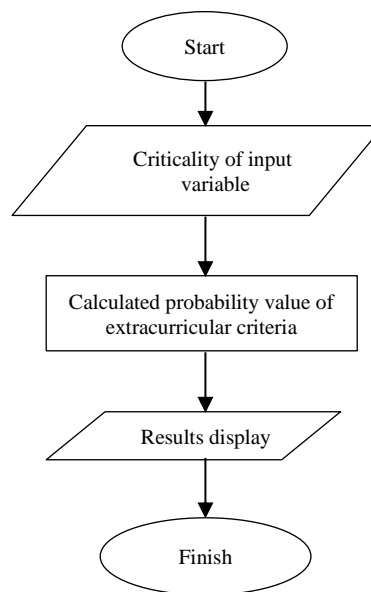 Start
Criticality of input
variable
Calculated probability value of
extracurricular criteria
Results display
Finish